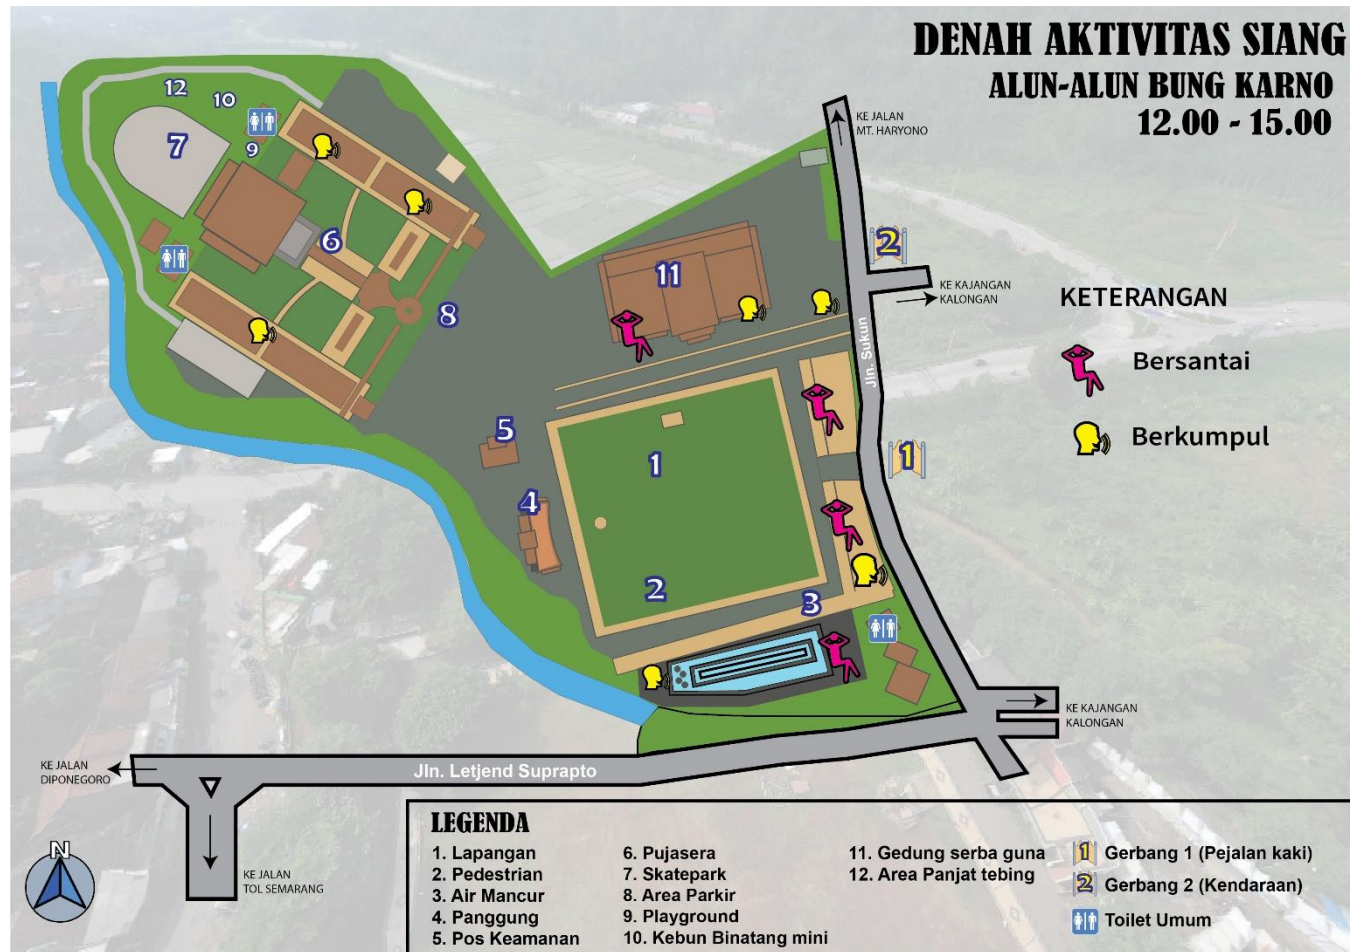 DENAH AKTIVITAS SIANG
ALUN-ALUN BUNG KARNO
12.00 - 15.00
KE JALAN
MT. HARYONO
12
10
9
7
2
6
11
KE KAJANGAN
KALONGAN
8
Jln. Sukun
KETERANGAN
Bersantai
Berkumpul
5
1
1
4
2
3
KE KAJANGAN
KALONGAN
KE JALAN
DIPONEGORO
Jln. Letjend Suprapto
KE JALAN
TOL SEMARANG
N
LEGENDA
1. Lapangan
2. Pedestrian
3. Air Mancur
4. Panggung
5. Pos Keamanan
6. Pujasera
7. Skatepark
8. Area Parkir
9. Playground
10. Kebun Binatang mini
11. Gedung serba guna
12. Area Panjat tebing
1 Gerbang 1 (Pejalan kaki)
2 Gerbang 2 (Kendaraan)
Toilet Umum